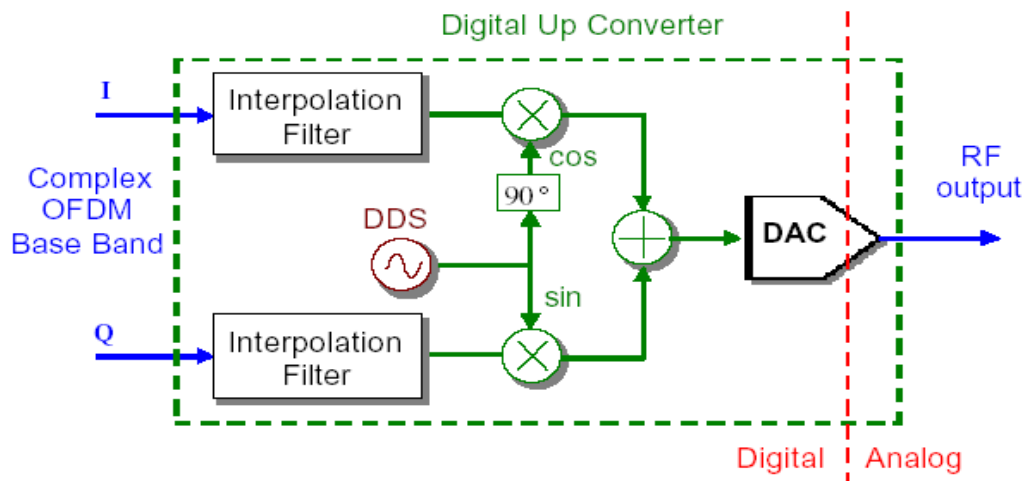 Digital Up Converter
I
Interpolation
Filter
cos
90°
Complex
OFDM
Base Band
DDS
sin
DAC
RF
output
Q
Interpolation
Filter
Digital
Analog